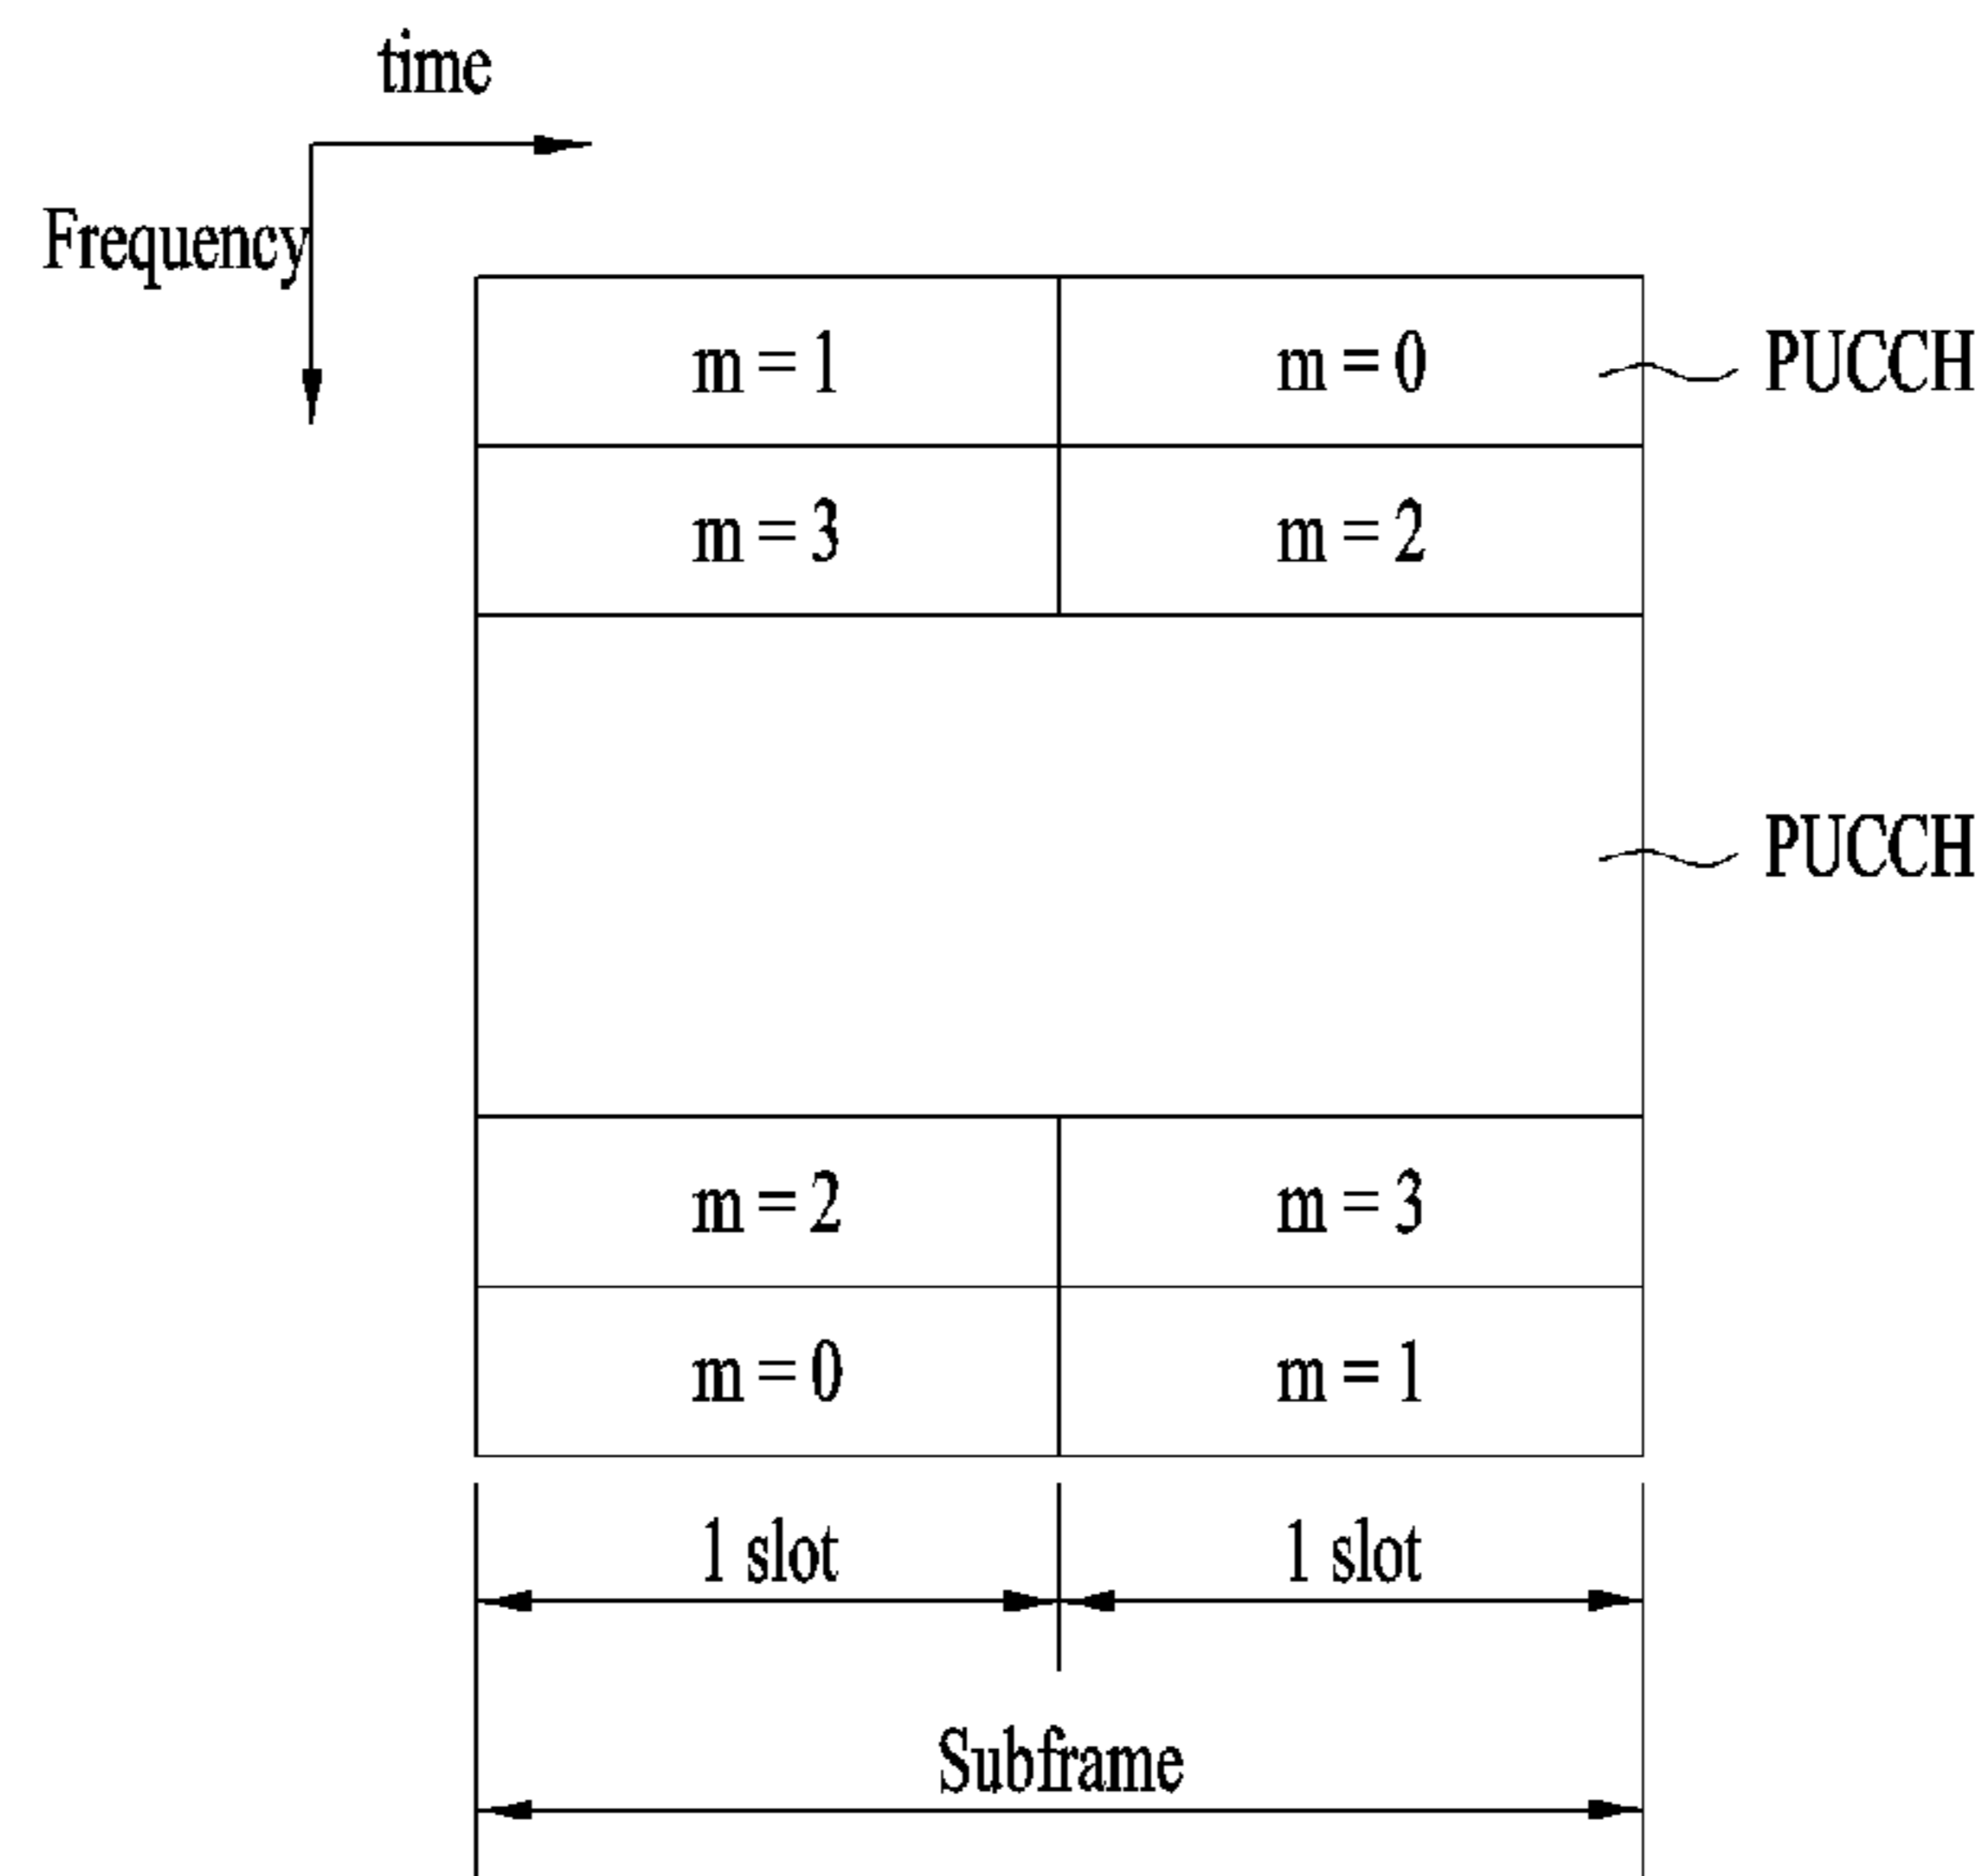 time
Frequency
m = 1 m = 0 PUCCH
m = 3 m = 2
PUCCH
m = 2 m = 3
m = 0 m = 1
1 slot 1 slot
Subframe